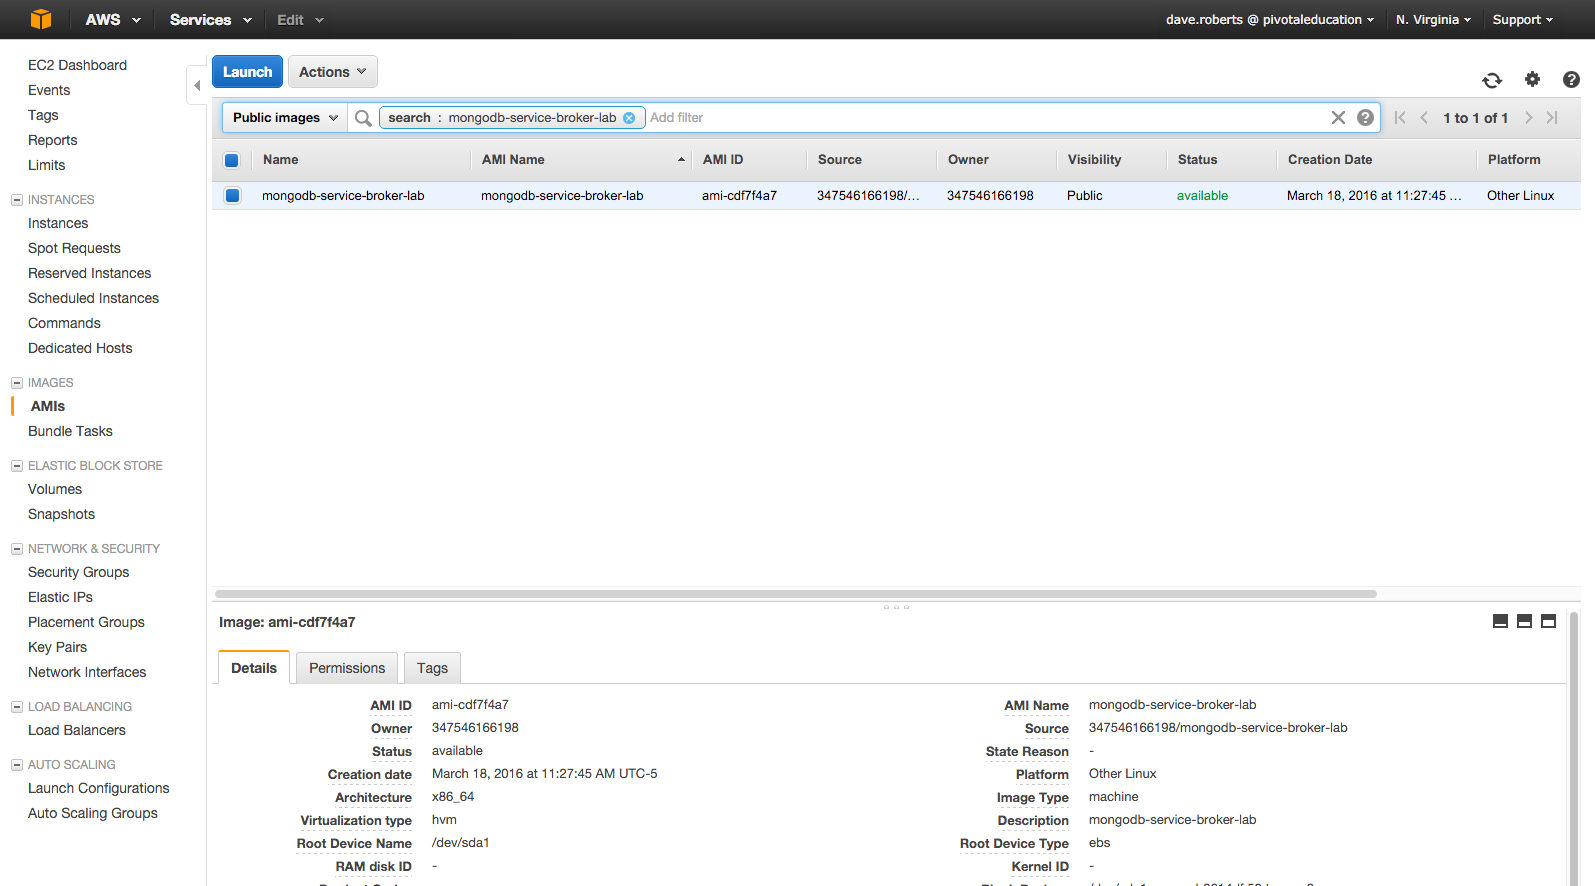 AWS Services Edit dave.roberts @ pivotaleducation N. Virginia Support
EC2 Dashboard
Events
Tags
Reports
Limits
INSTANCES
Instances
Spot Requests
Reserved Instances
Scheduled Instances
Commands
Dedicated Hosts
IMAGES
AMIs
Bundle Tasks
ELASTIC BLOCK STORE
Volumes
Snapshots
NETWORK & SECURITY
Security Groups
Elastic IPs
Placement Groups
Key Pairs
Network Interfaces
LOAD BALANCING
Load Balancers
AUTO SCALING
Launch Configurations
Auto Scaling Groups
Launch Actions
Public images search : mongodb-service-broker-lab Add filter 1 to 1 of 1
Name AMI Name AMI ID Source Owner Visibility Status Creation Date Platform
mongodb-service-broker-lab mongodb-service-broker-lab ami-cdf7f4a7 347546166198/... 347546166198 Public available March 18, 2016 at 11:27:45 ... Other Linux
Image: ami-cdf7f4a7
Details Permissions Tags
AMI ID ami-cdf7f4a7 AMI Name mongodb-service-broker-lab
Owner 347546166198 Source 347546166198/mongodb-service-broker-lab
Status available State Reason -
Creation date March 18, 2016 at 11:27:45 AM UTC-5 Platform Other Linux
Architecture x86_64 Image Type machine
Virtualization type hvm Description mongodb-service-broker-lab
Root Device Name /dev/sda1 Root Device Type ebs
RAM disk ID - Kernel ID -